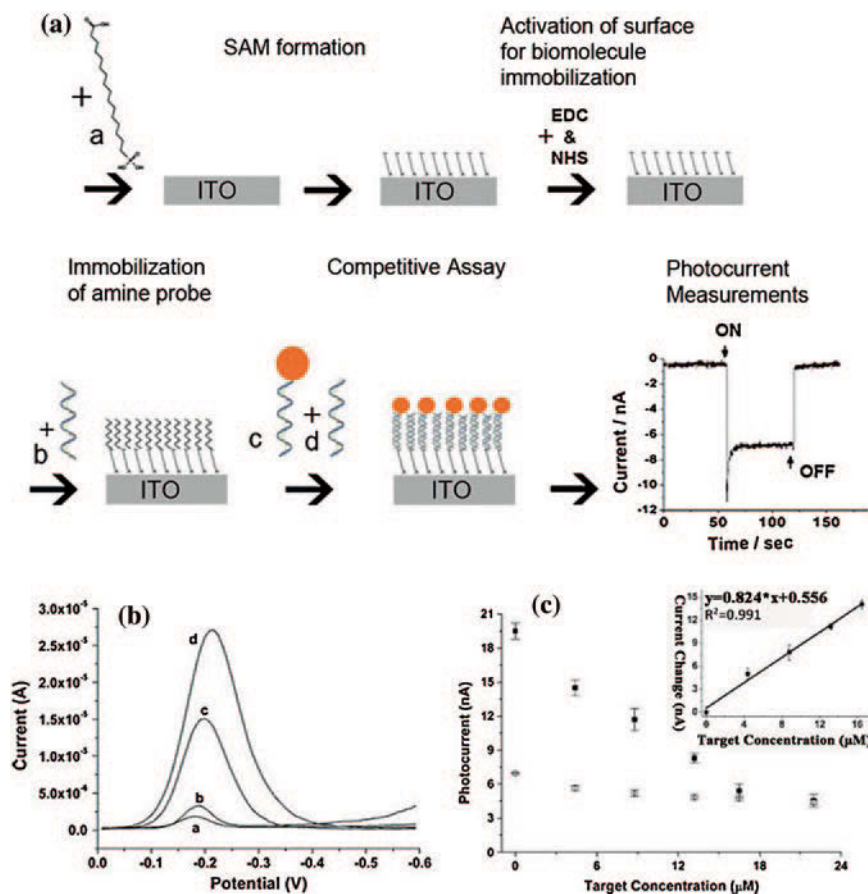 (a)
SAM formation
Activation of surface
for biomolecule
immobilization
+
a
+
EDC
&
NHS
ITO
ITO
ITO
Immobilization
of amine probe
Competitive Assay
Photocurrent
Measurements
+
b
c
+
d
ITO
ITO
ON
OFF
0
-2
-4
-6
-8
-10
-12
Current / nA
0 50 100 150
Time / sec
(b)
3.0x10⁻⁵
2.5x10⁻⁵
2.0x10⁻⁵
1.5x10⁻⁵
1.0x10⁻⁵
5.0x10⁻⁶
0.0
Current (A)
d
c
b
a
0.0 -0.1 -0.2 -0.3 -0.4 -0.5 -0.6
Potential (V)
(c)
21
18
15
12
9
6
3
0
Photocurrent (nA)
0 6 12 18 24
Target Concentration (μM)
y=0.824*x+0.556
R²=0.991
15
12
9
6
3
0
Current Change (nA)
0 4 8 12 16
Target Concentration (μM)